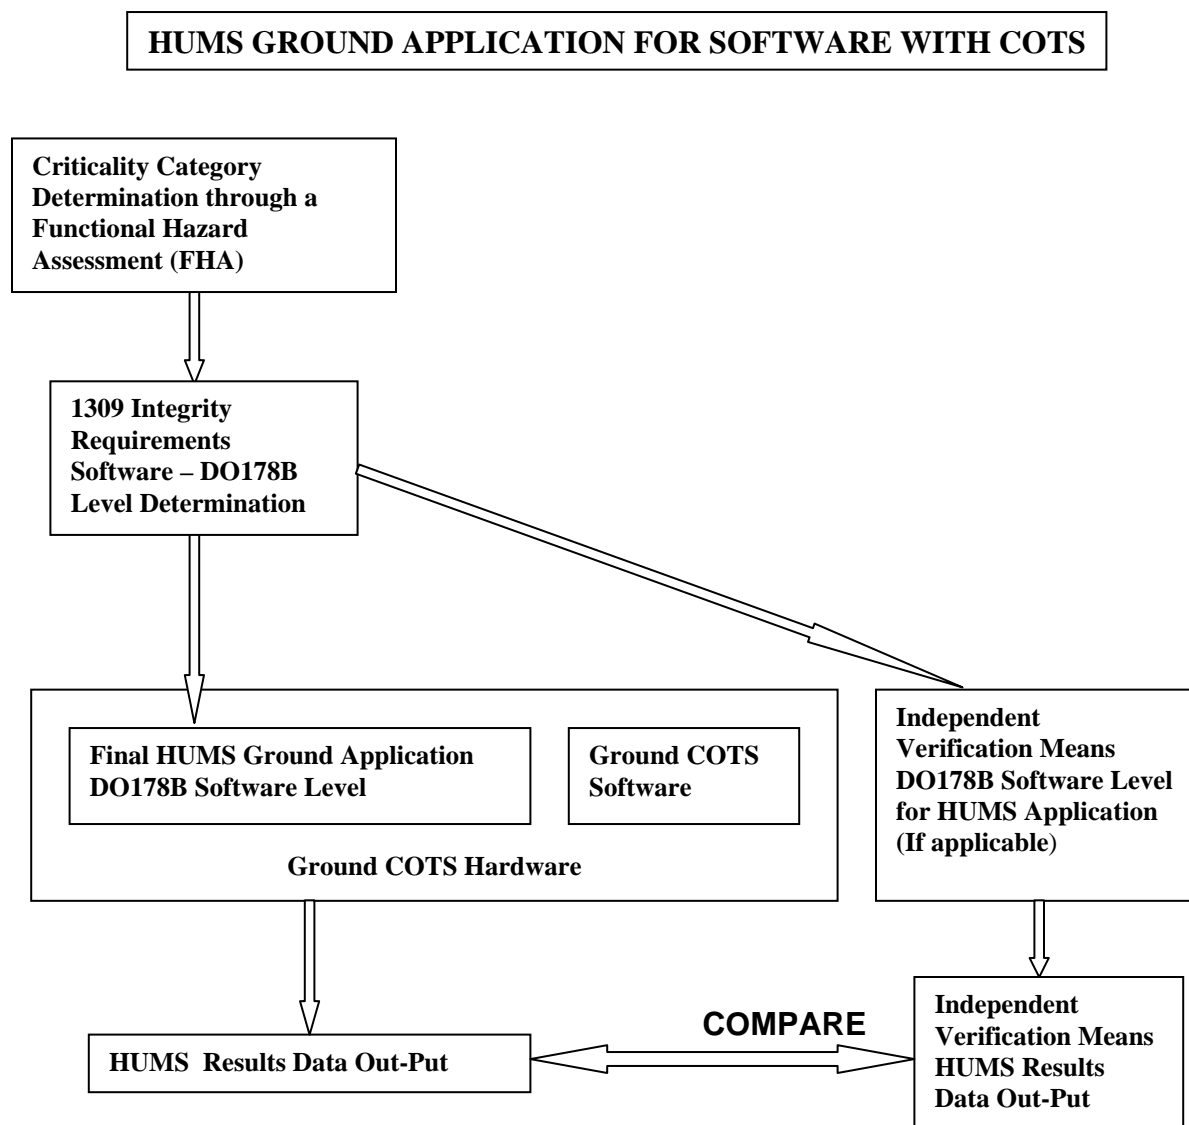 HUMS GROUND APPLICATION FOR SOFTWARE WITH COTS
Criticality Category
Determination through a
Functional Hazard
Assessment (FHA)
1309 Integrity
Requirements
Software – DO178B
Level Determination
Final HUMS Ground Application
DO178B Software Level
Ground COTS
Software
Ground COTS Hardware
Independent
Verification Means
DO178B Software Level
for HUMS Application
(If applicable)
HUMS Results Data Out-Put
COMPARE
Independent
Verification Means
HUMS Results
Data Out-Put